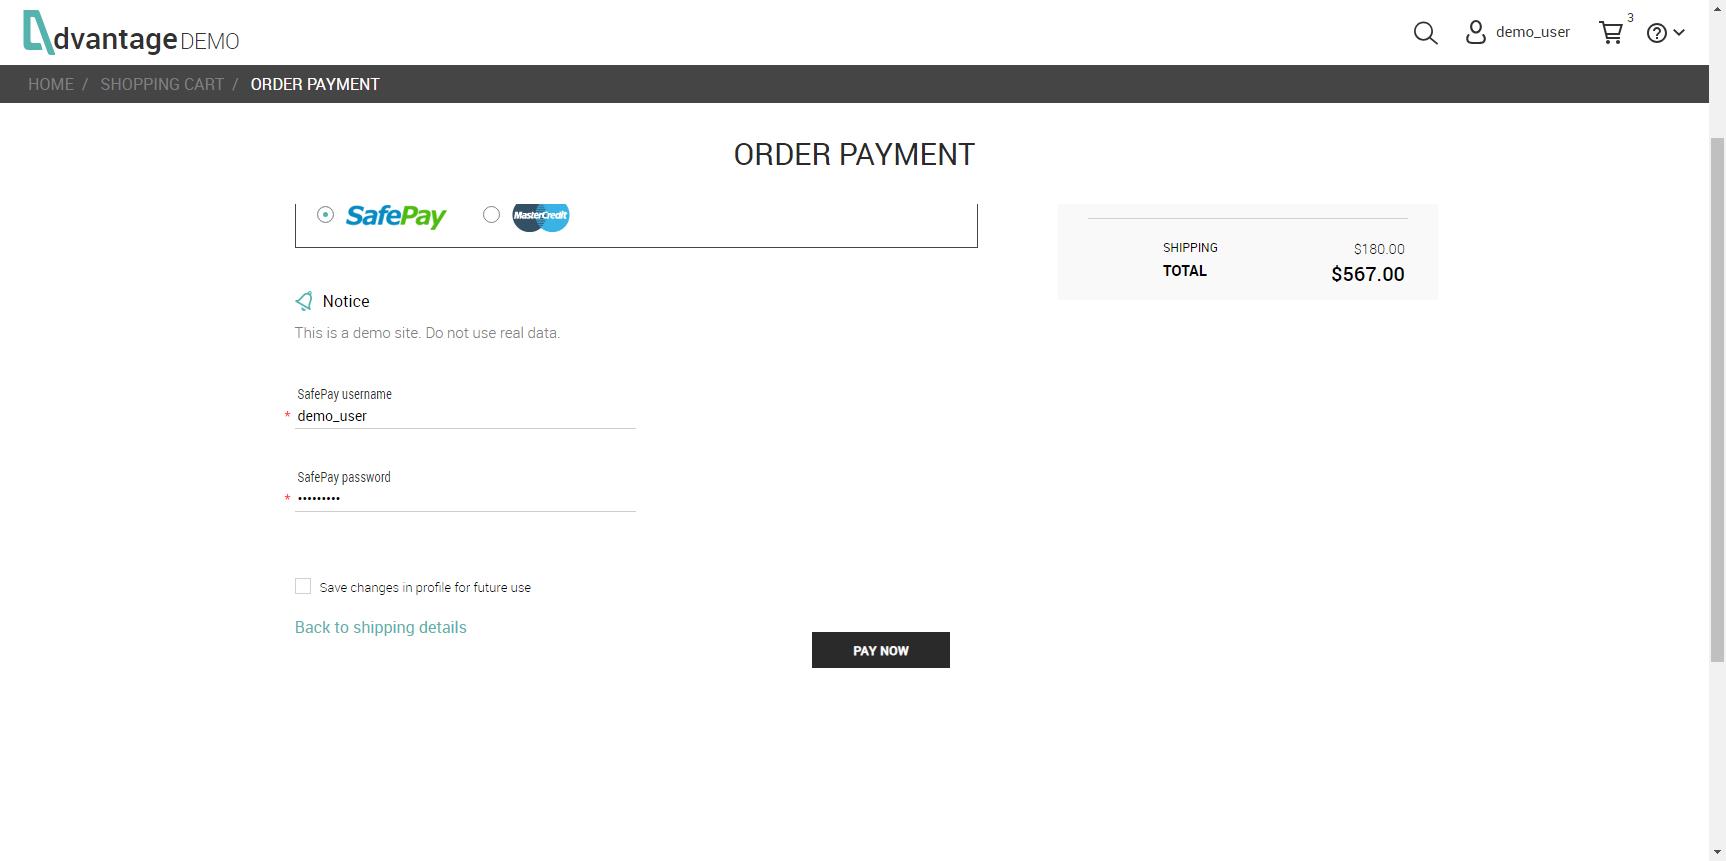 dvantage DEMO
demo_user
3
HOME / SHOPPING CART / ORDER PAYMENT
ORDER PAYMENT
SafePay
MasterCredit
SHIPPING $180.00
TOTAL $567.00
Notice
This is a demo site. Do not use real data.
SafePay username
* demo_user
SafePay password
* •••••••••
Save changes in profile for future use
Back to shipping details
PAY NOW